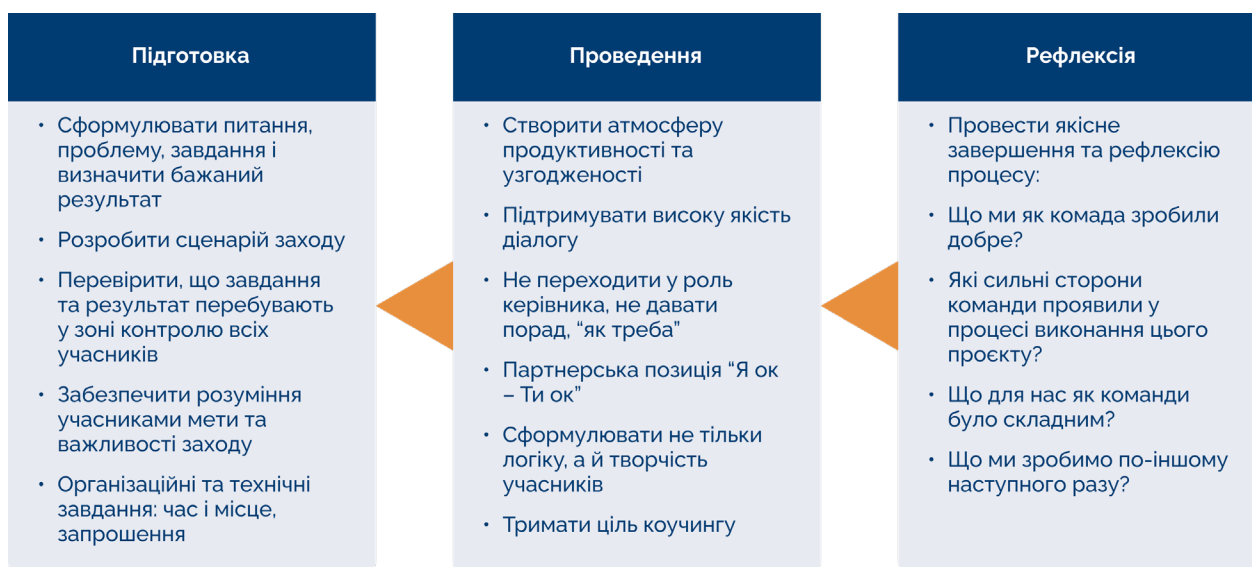 Підготовка
• Сформулювати питання,
проблему, завдання і
визначити бажаний
результат
• Розробити сценарій заходу
• Перевірити, що завдання
та результат перебувають
у зоні контролю всіх
учасників
• Забезпечити розуміння
учасниками мети та
важливості заходу
• Організаційні та технічні
завдання: час і місце,
запрошення
Проведення
• Створити атмосферу
продуктивності та
узгодженості
• Підтримувати високу якість
діалогу
• Не переходити у роль
керівника, не давати
порад, “як треба”
• Партнерська позиція “Я ок
– Ти ок”
• Сформулювати не тільки
логіку, а й творчість
учасників
• Тримати ціль коучингу
Рефлексія
• Провести якісне
завершення та рефлексію
процесу:
• Що ми як комада зробили
добре?
• Які сильні сторони
команди проявили у
процесі виконання цього
проєкту?
• Що для нас як команди
було складним?
• Що ми зробимо по-іншому
наступного разу?